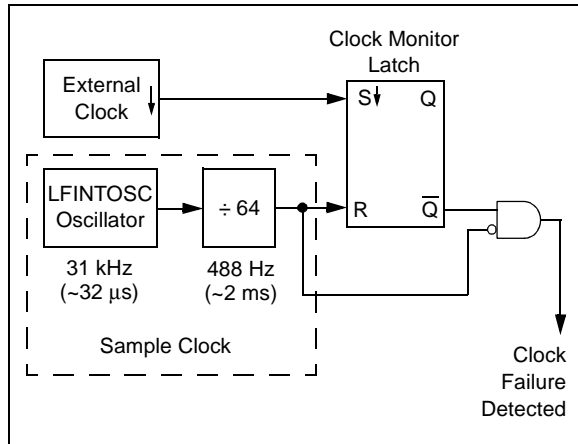 Clock Monitor
Latch
External
Clock
S
Q
LFINTOSC
Oscillator
÷ 64
R
Q̅
31 kHz
(~32 μs)
488 Hz
(~2 ms)
Sample Clock
Clock
Failure
Detected